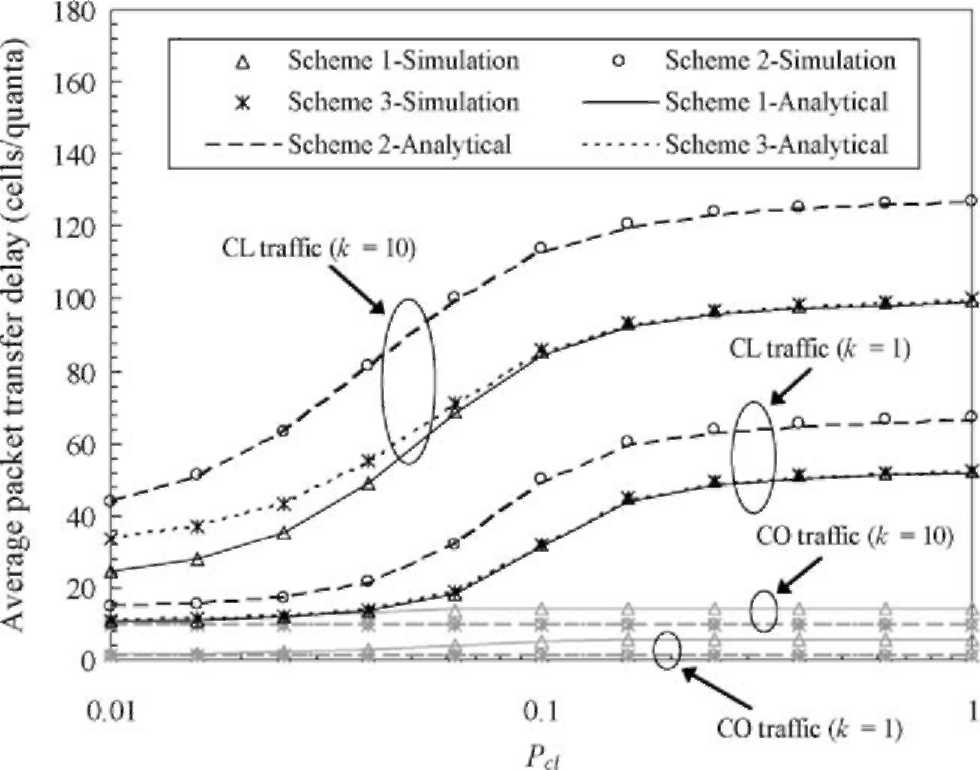 180
160
140
120
100
80
60
40
20
0
Average packet transfer delay (cells/quanta)
Scheme 1-Simulation
Scheme 2-Simulation
Scheme 3-Simulation
Scheme 1-Analytical
Scheme 2-Analytical
Scheme 3-Analytical
CL traffic (k = 10)
CL traffic (k = 1)
CO traffic (k = 10)
CO traffic (k = 1)
0.01
0.1
1
Pcl